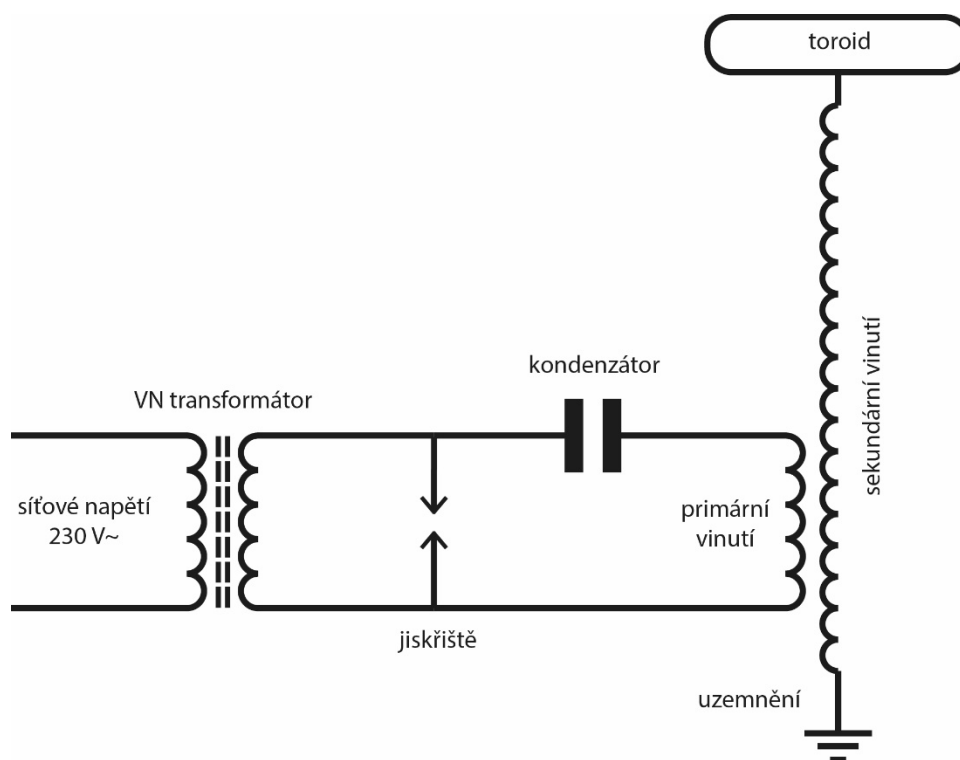 toroid
kondenzátor
VN transformátor
sekundární vinutí
síťové napětí
230 V~
primární
vinutí
jiskřiště
uzemnění